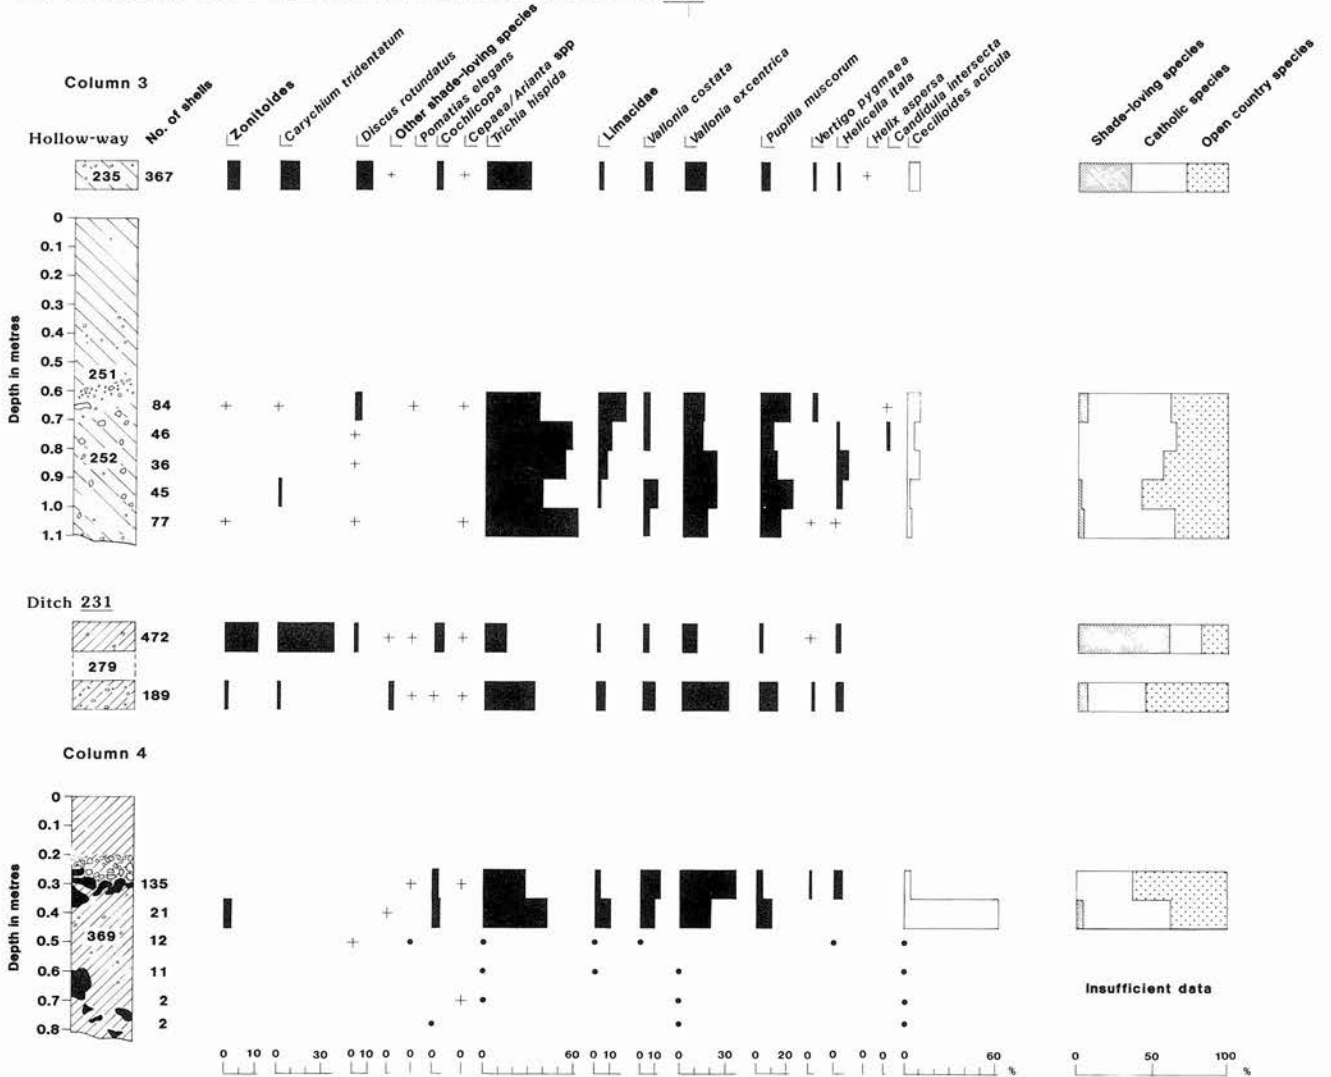 Column 3
Hollow-way
No. of shells
Zonitoides
Carychium tridentatum
Discus rotundatus
Other shade-loving species
Pomatias elegans
Cochlicopa
Cepaea/Arianta spp
Trichia hispida
Limacidae
Vallonia costata
Vallonia excentrica
Pupilla muscorum
Vertigo pygmaea
Helicella itala
Helix aspersa
Candidula intersecta
Cecilioides acicula
Shade-loving species
Catholic species
Open country species
235 367
0
0.1
0.2
0.3
0.4
0.5
0.6
0.7
0.8
0.9
1.0
1.1
Depth in metres
251
252
84
46
36
45
77
Ditch 231
472
279
189
Column 4
0
0.1
0.2
0.3
0.4
0.5
0.6
0.7
0.8
Depth in metres
369
135
21
12
11
2
2
Insufficient data
0 10 0 30 0 10 0 0 0 0 0 60 0 10 0 10 0 30 0 20 0 0 0 0 0 60 % 0 50 100 %